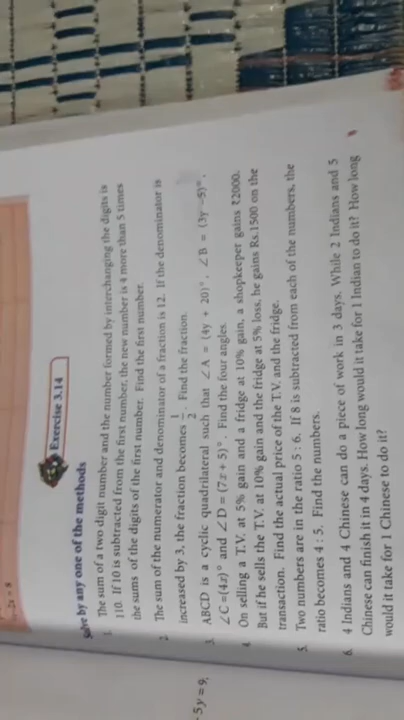 -2x = 8
-5y = 9,
Exercise 3.14
Solve by any one of the methods
1. The sum of a two digit number and the number formed by interchanging the digits is
110. If 10 is subtracted from the first number, the new number is 4 more than 5 times
the sums of the digits of the first number. Find the first number.
2. The sum of the numerator and denominator of a fraction is 12. If the denominator is
increased by 3, the fraction becomes 1/2. Find the fraction.
3. ABCD is a cyclic quadrilateral such that ∠A = (4y + 20)°, ∠B = (3y –5)°,
∠C =(4x)° and ∠D = (7x + 5)°. Find the four angles.
4. On selling a T.V. at 5% gain and a fridge at 10% gain, a shopkeeper gains ₹2000.
But if he sells the T.V. at 10% gain and the fridge at 5% loss, he gains Rs.1500 on the
transaction. Find the actual price of the T.V. and the fridge.
5. Two numbers are in the ratio 5 : 6. If 8 is subtracted from each of the numbers, the
ratio becomes 4 : 5. Find the numbers.
6. 4 Indians and 4 Chinese can do a piece of work in 3 days. While 2 Indians and 5
Chinese can finish it in 4 days. How long would it take for 1 Indian to do it? How long
would it take for 1 Chinese to do it?